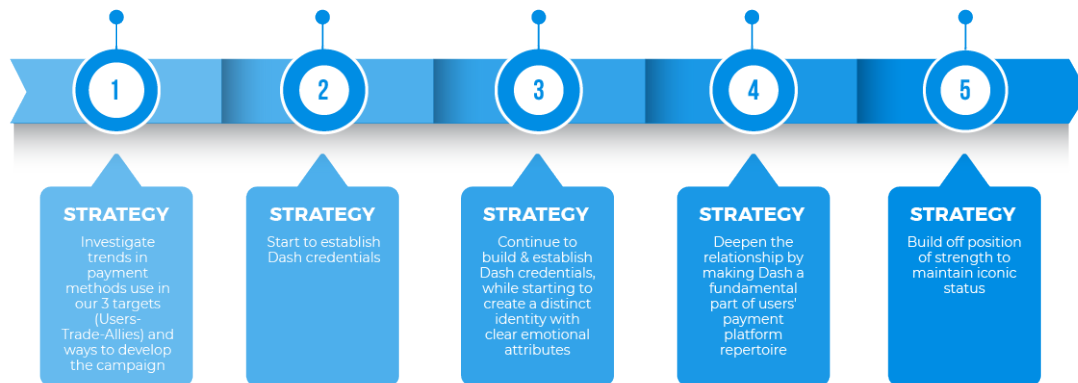 1
2
3
4
5
STRATEGY
Investigate
trends in
payment
methods use in
our 3 targets
(Users-
Trade-Allies) and
ways to develop
the campaign
STRATEGY
Start to establish
Dash credentials
STRATEGY
Continue to
build & establish
Dash credentials,
while starting to
create a distinct
identity with
clear emotional
attributes
STRATEGY
Deepen the
relationship by
making Dash a
fundamental
part of users'
payment
platform
repertoire
STRATEGY
Build off position
of strength to
maintain iconic
status